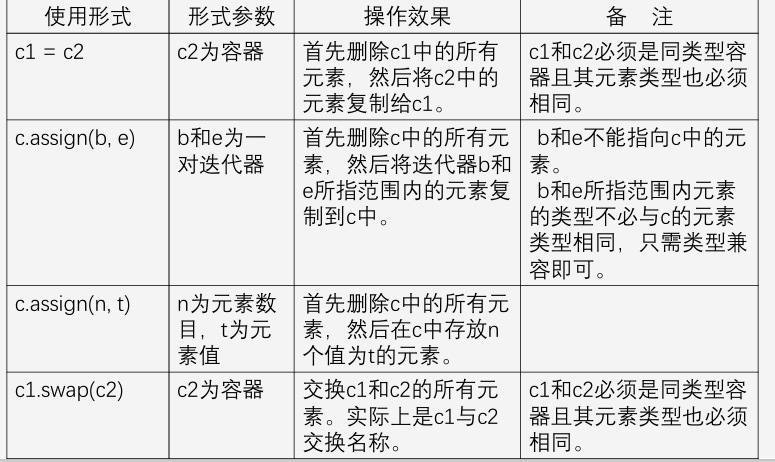 使用形式 形式参数 操作效果 备 注
c1 = c2
c2为容器
首先删除c1中的所有
元素，然后将c2中的
元素复制给c1。
c1和c2必须是同类型容
器且其元素类型也必须
相同。
c.assign(b, e)
b和e为一
对迭代器
首先删除c中的所有元
素，然后将迭代器b和
e所指范围内的元素复
制到c中。
b和e不能指向c中的元
素。
b和e所指范围内元素
的类型不必与c的元素
类型相同，只需类型兼
容即可。
c.assign(n, t)
n为元素数
目，t为元
素值
首先删除c中的所有元
素，然后在c中存放n
个值为t的元素。
c1.swap(c2)
c2为容器
交换c1和c2的所有元
素。实际上是c1与c2
交换名称。
c1和c2必须是同类型容
器且其元素类型也必须
相同。